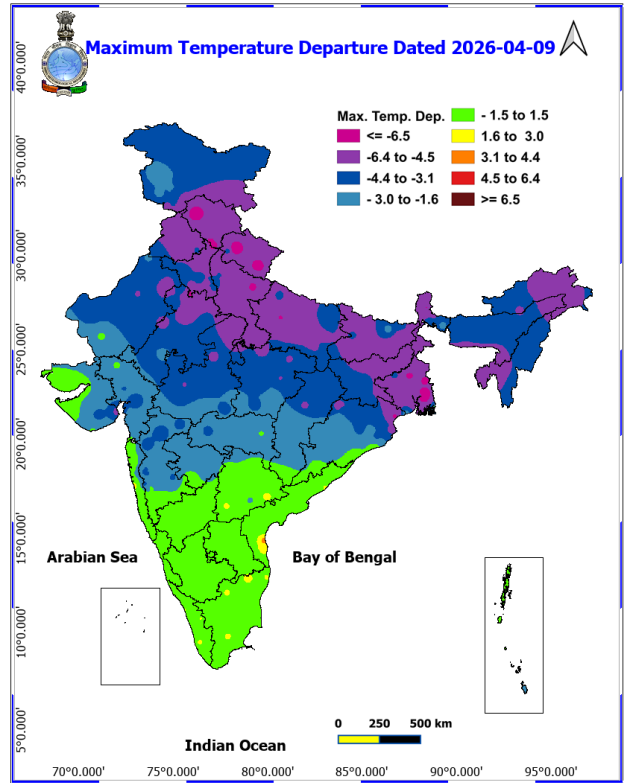 Maximum Temperature Departure Dated 2026-04-09
Max. Temp. Dep.
<= -6.5
-6.4 to -4.5
-4.4 to -3.1
- 3.0 to -1.6
- 1.5 to 1.5
1.6 to 3.0
3.1 to 4.4
4.5 to 6.4
>= 6.5
40°0.000'
35°0.000'
30°0.000'
25°0.000'
20°0.000'
15°0.000'
10°0.000'
5°0.000'
Arabian Sea
Bay of Bengal
Indian Ocean
0 250 500 km
70°0.000' 75°0.000' 80°0.000' 85°0.000' 90°0.000' 95°0.000'